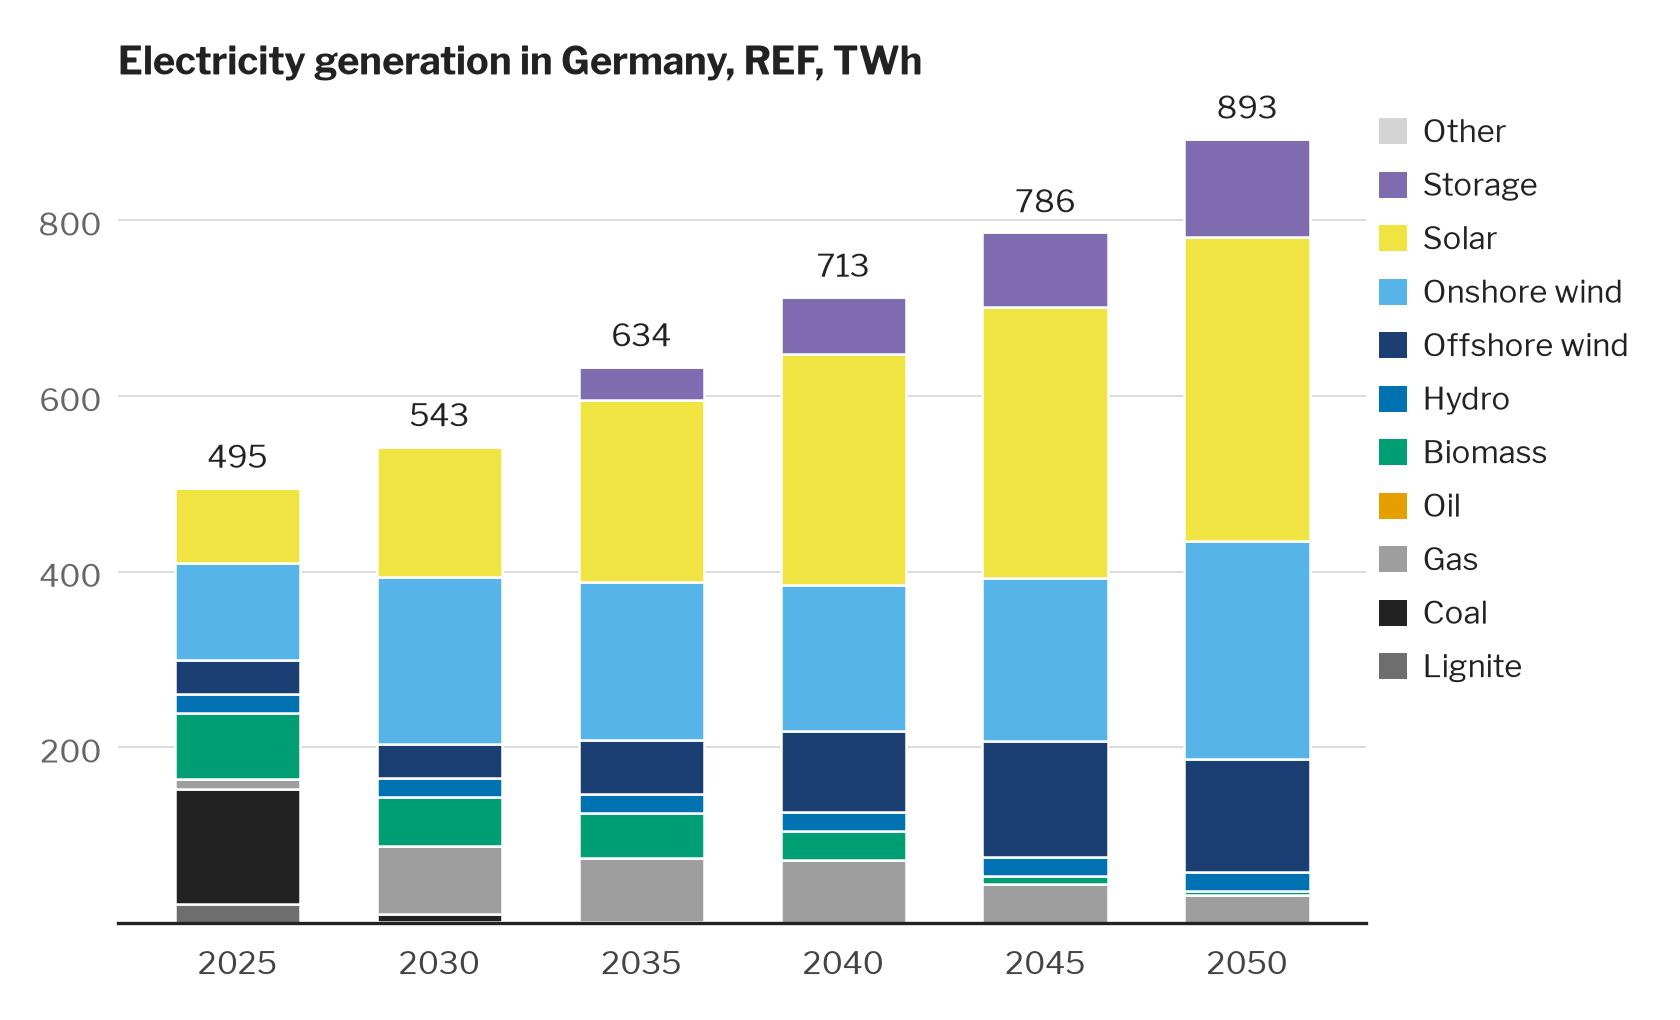 Electricity generation in Germany, REF, TWh
893
786
713
634
543
495
800
600
400
200
2025
2030
2035
2040
2045
2050
Other
Storage
Solar
Onshore wind
Offshore wind
Hydro
Biomass
Oil
Gas
Coal
Lignite